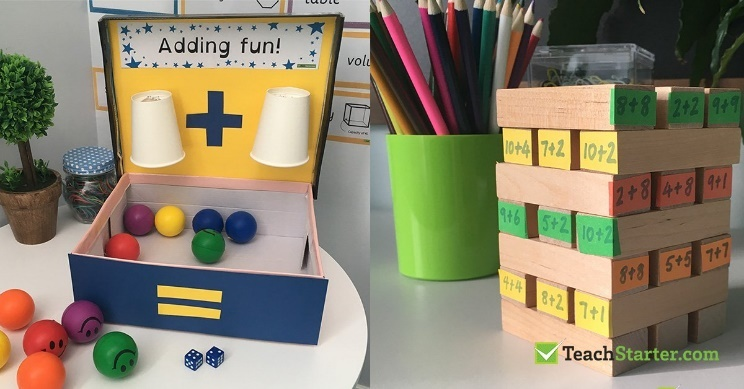 Adding fun!
+
=
table
8+8 2+2 9+9
10+4 7+2 10+2
2+8 4+8 9+1
9+6 5+2 10+2
8+8 5+5 7+7
4+4 8+2 7+1
TeachStarter.com